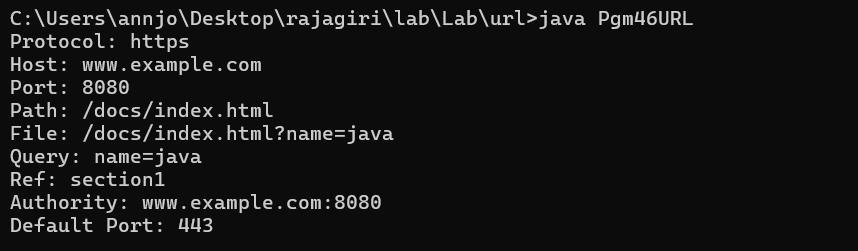 C:\Users\annjo\Desktop\rajagiri\lab\Lab\url>java Pgm46URL
Protocol: https
Host: www.example.com
Port: 8080
Path: /docs/index.html
File: /docs/index.html?name=java
Query: name=java
Ref: section1
Authority: www.example.com:8080
Default Port: 443